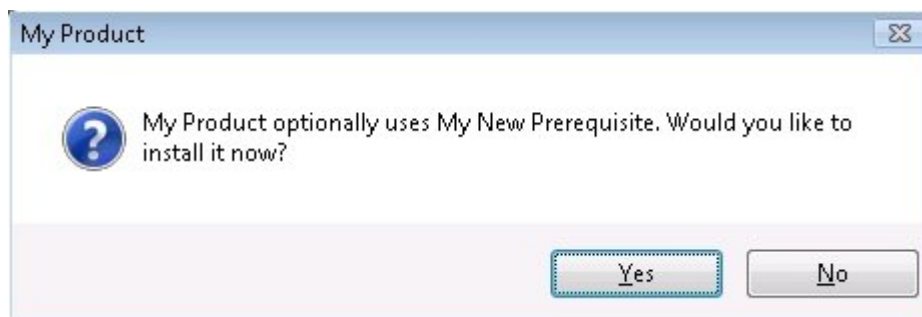 My Product
My Product optionally uses My New Prerequisite. Would you like to
install it now?
Yes
No